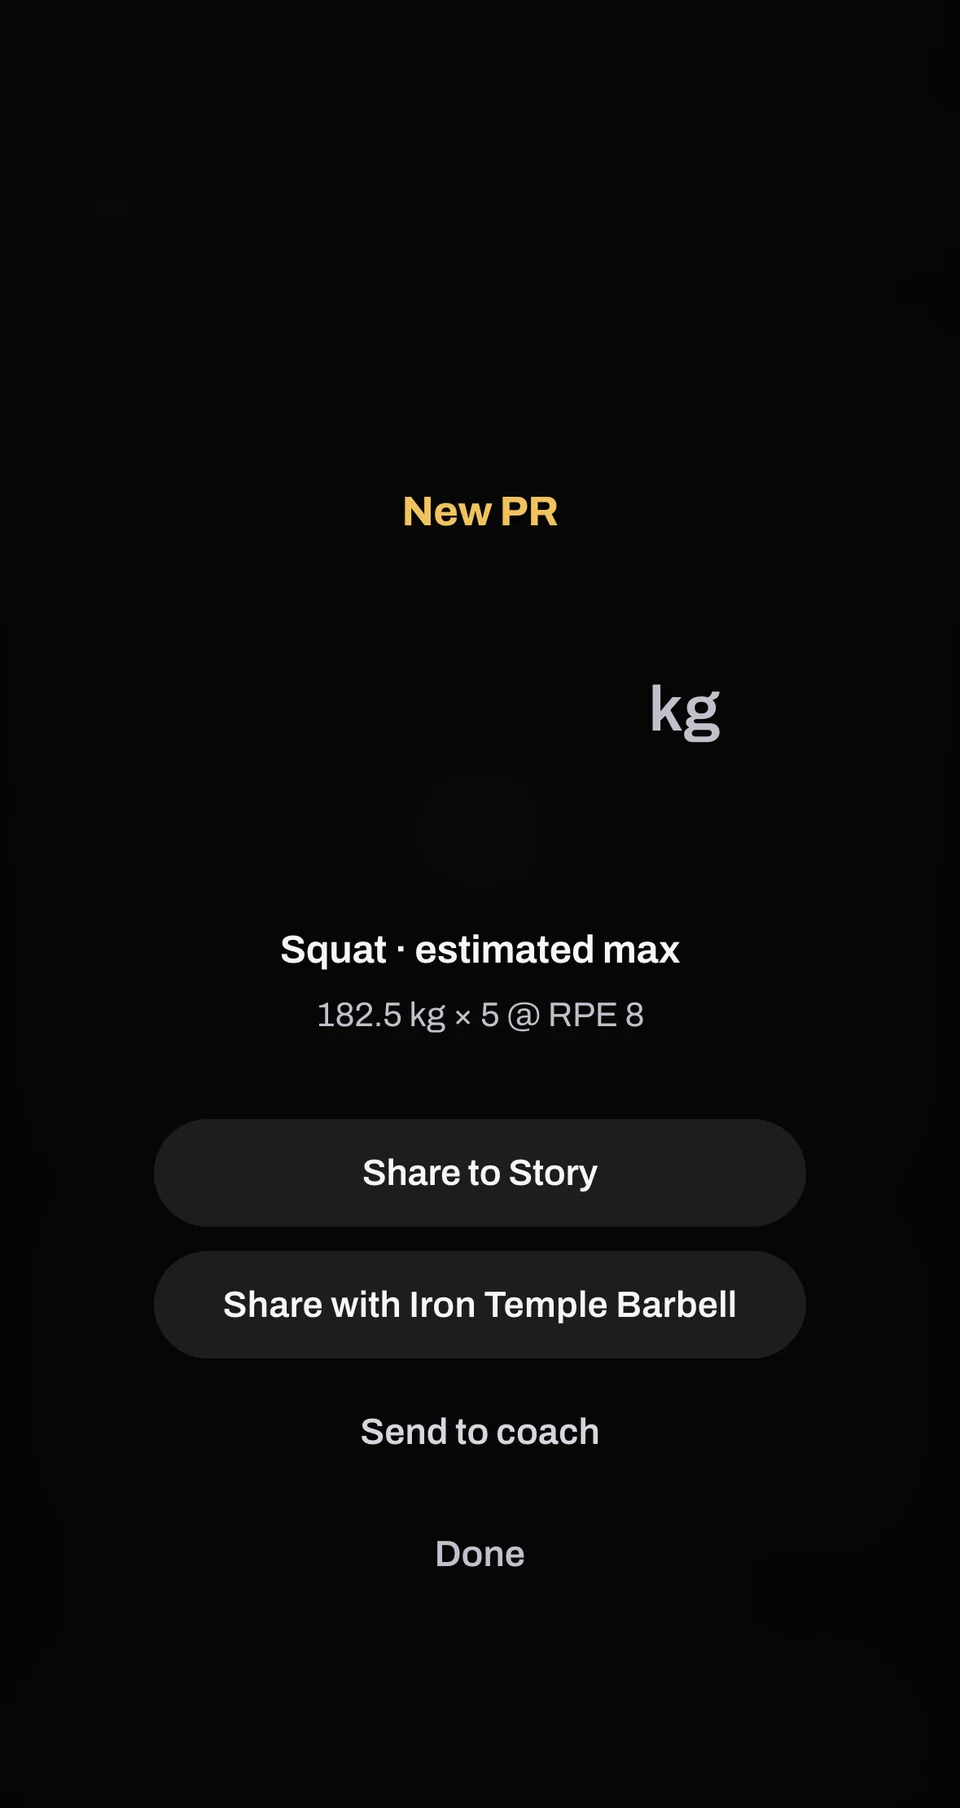 New PR
kg
Squat · estimated max
182.5 kg × 5 @ RPE 8
Share to Story
Share with Iron Temple Barbell
Send to coach
Done